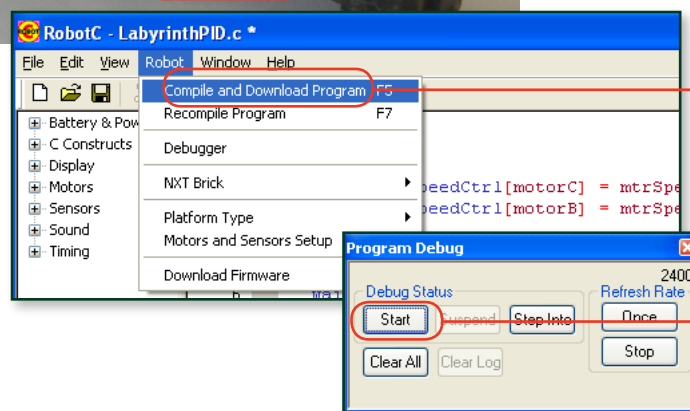 RobotC - LabyrinthPID.c *
File Edit View Robot Window Help
Compile and Download Program F5
Recompile Program F7
Debugger
NXT Brick
Platform Type
Motors and Sensors Setup
Download Firmware
Battery & Pow
C Constructs
Display
Motors
Sensors
Sound
Timing
peedCtrl[motorC] = mtrSpe
peedCtrl[motorB] = mtrSpe
6
Program Debug
2400
Debug Status
Refresh Rate
Start Suspend Step Into
Once
Clear All Clear Log
Stop